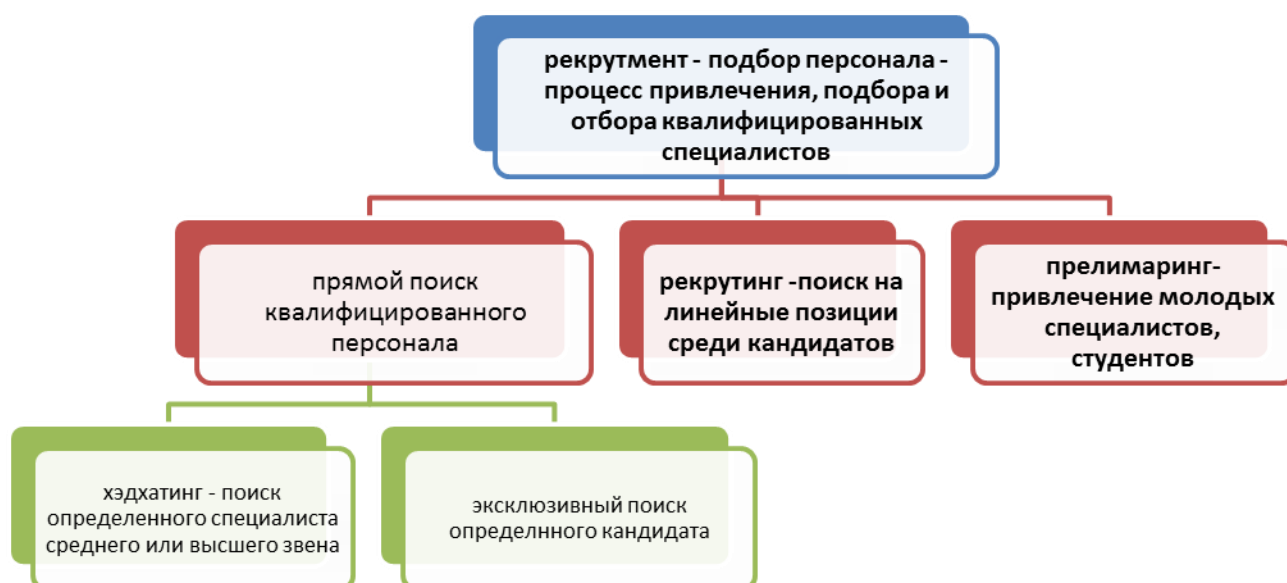 рекрутмент - подбор персонала -
процесс привлечения, подбора и
отбора квалифицированных
специалистов
прямой поиск
квалифицированного
персонала
рекрутинг -поиск на
линейные позиции
среди кандидатов
прелимаринг-
привлечение молодых
специалистов,
студентов
хэдхатинг - поиск
определенного специалиста
среднего или высшего звена
эксклюзивный поиск
определнного кандидата